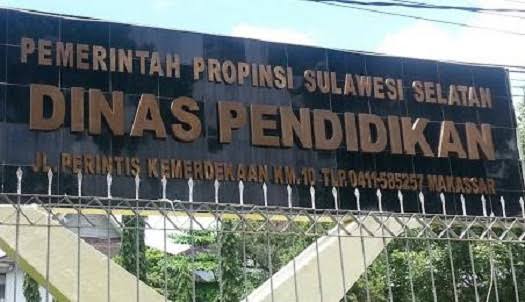 PEMERINTAH PROPINSI SULAWESI SELATAN
DINAS PENDIDIKAN
JL. PERINTIS KEMERDEKAAN KM.10 TLP. 0411-585257 MAKASSAR